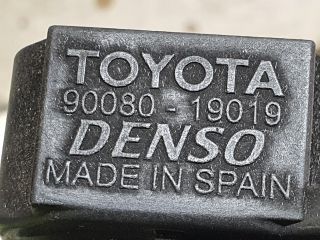 TOYOTA
90080 - 19019
DENSO
MADE IN SPAIN